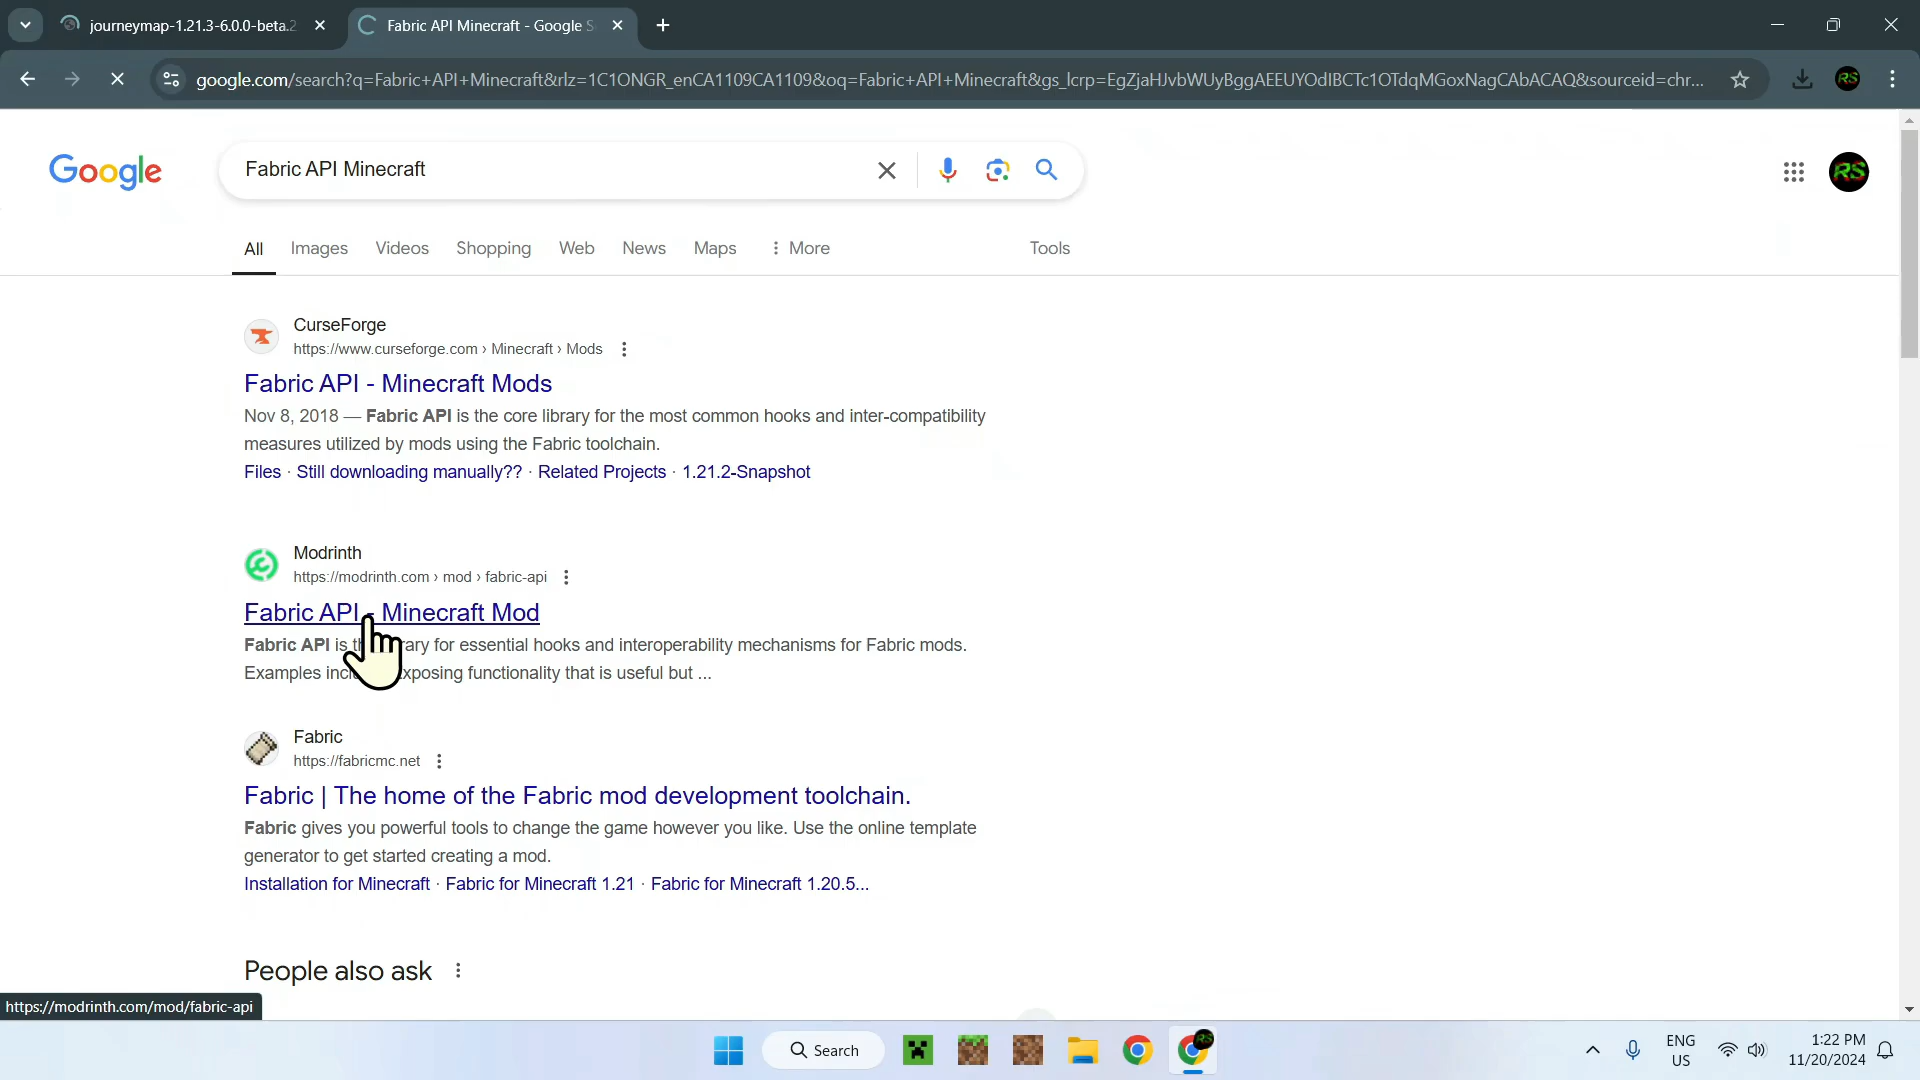 journeymap-1.21.3-6.0.0-beta.2
Fabric API Minecraft - Google S
google.com/search?q=Fabric+API+Minecraft&rlz=1C1ONGR_enCA1109CA1109&oq=Fabric+API+Minecraft&gs_lcrp=EgZjaHJvbWUyBggAEEUYOdIBCTc1OTdqMGoxNagCAbACAQ&sourceid=chr...
RS
Google
Fabric API Minecraft
RS
All
Images
Videos
Shopping
Web
News
Maps
More
Tools
CurseForge
https://www.curseforge.com › Minecraft › Mods
Fabric API - Minecraft Mods
Nov 8, 2018 — Fabric API is the core library for the most common hooks and inter-compatibility
measures utilized by mods using the Fabric toolchain.
Files · Still downloading manually?? · Related Projects · 1.21.2-Snapshot
Modrinth
https://modrinth.com › mod › fabric-api
Fabric API - Minecraft Mod
Fabric API is for essential hooks and interoperability mechanisms for Fabric mods.
Examples functionality that is useful but ...
Fabric
https://fabricmc.net
Fabric | The home of the Fabric mod development toolchain.
Fabric gives you powerful tools to change the game however you like. Use the online template
generator to get started creating a mod.
Installation for Minecraft · Fabric for Minecraft 1.21 · Fabric for Minecraft 1.20.5...
People also ask
https://modrinth.com/mod/fabric-api
Search
RS
ENG
US
1:22 PM
11/20/2024